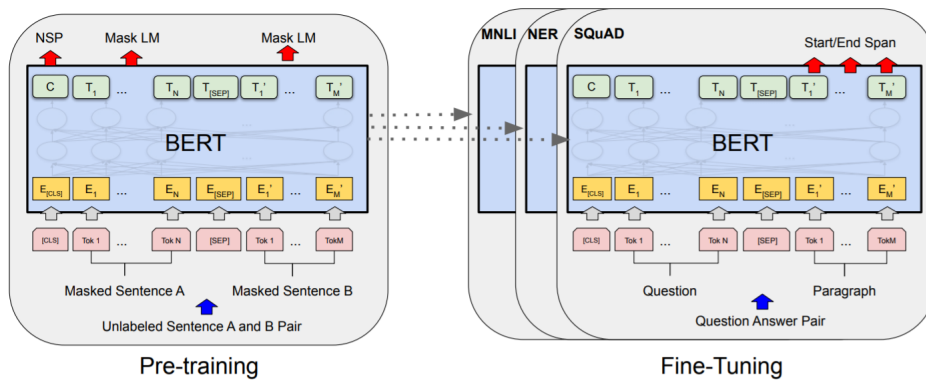 NSP Mask LM Mask LM
C T1 ... TN T[SEP] T1' ... TM'
BERT
E[CLS] E1 ... EN E[SEP] E1' ... EM'
[CLS] Tok 1 ... Tok N [SEP] Tok 1 ... TokM
Masked Sentence A Masked Sentence B
Unlabeled Sentence A and B Pair
Pre-training
MNLI NER SQuAD
Start/End Span
C T1 ... TN T[SEP] T1' ... TM'
BERT
E[CLS] E1 ... EN E[SEP] E1' ... EM'
[CLS] Tok 1 ... Tok N [SEP] Tok 1 ... TokM
Question Paragraph
Question Answer Pair
Fine-Tuning